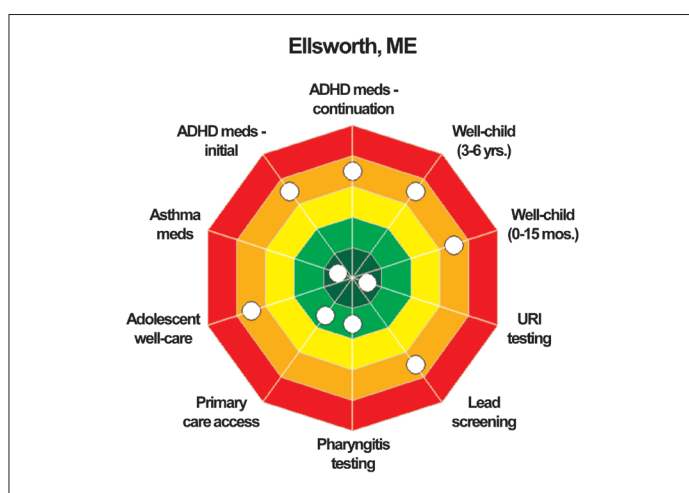 Ellsworth, ME
ADHD meds -
continuation
ADHD meds -
initial
Well-child
(3-6 yrs.)
Asthma
meds
Well-child
(0-15 mos.)
Adolescent
well-care
URI
testing
Primary
care access
Lead
screening
Pharyngitis
testing